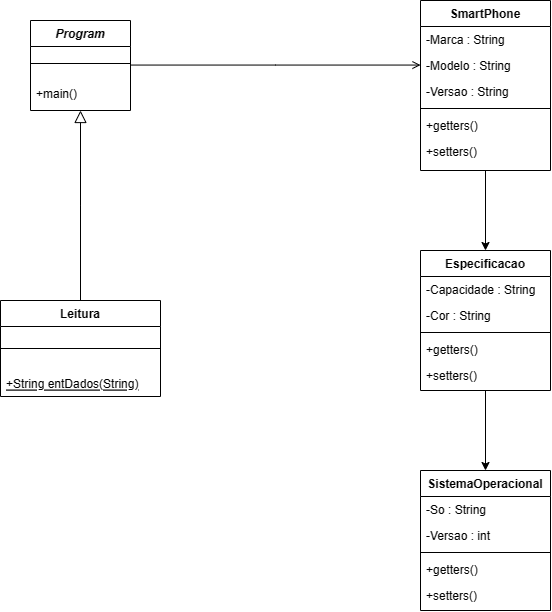 Program
+main()
SmartPhone
-Marca : String
-Modelo : String
-Versao : String
+getters()
+setters()
Leitura
+String entDados(String)
Especificacao
-Capacidade : String
-Cor : String
+getters()
+setters()
SistemaOperacional
-So : String
-Versao : int
+getters()
+setters()